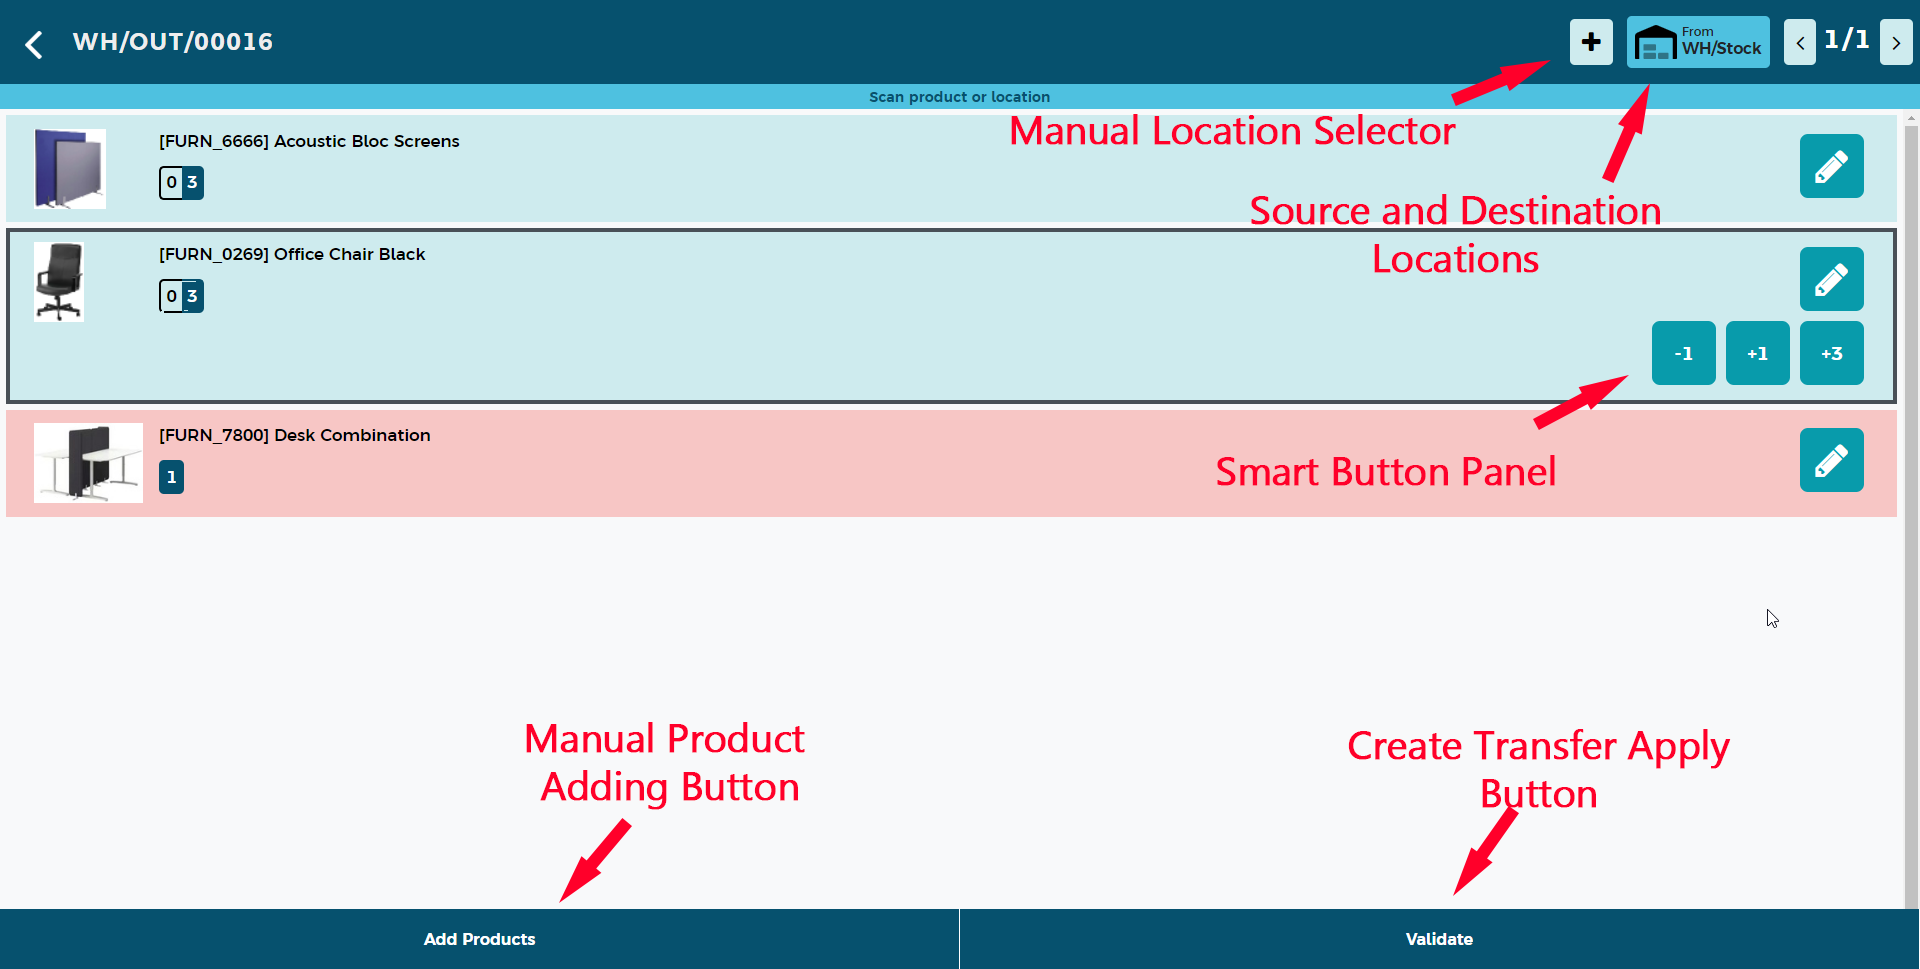 WH/OUT/00016
From
WH/Stock
1/1
Scan product or location
Manual Location Selector
[FURN_6666] Acoustic Bloc Screens
0 3
Source and Destination
Locations
[FURN_0269] Office Chair Black
0 3
-1 +1 +3
[FURN_7800] Desk Combination
1
Smart Button Panel
Manual Product
Adding Button
Create Transfer Apply
Button
Add Products
Validate